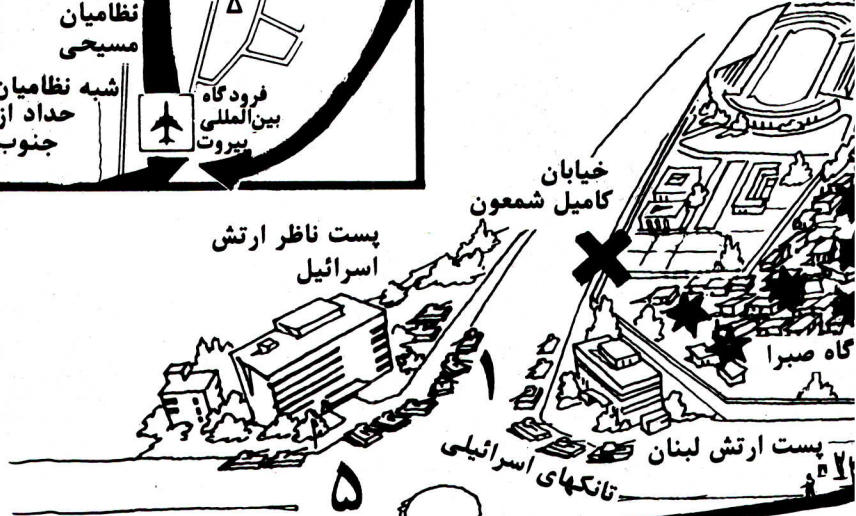 نظامیان
مسیحی
شبه نظامیان
حداد از
جنوب
فرودگاه
بین‌المللی
بیروت
خیابان
کامیل شمعون
پست ناظر ارتش
اسرائیل
۱
گاه صبرا
پست ارتش لبنان
تانکهای اسرائیلی
۵